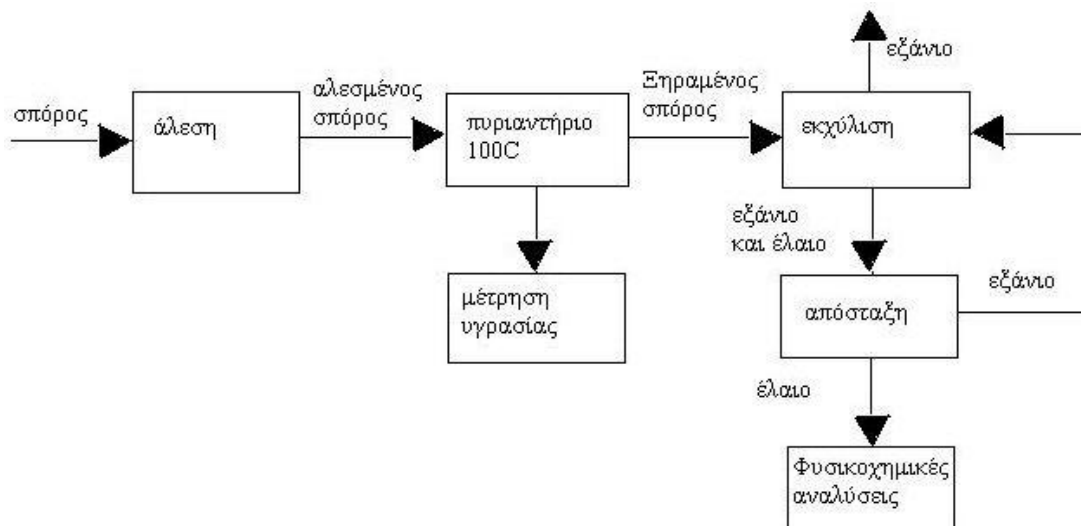 εξάνιο
σπόρος
άλεση
αλεσμένος
σπόρος
πυριαντήριο
100C
Ξηραμένος
σπόρος
εκχύλιση
εξάνιο
και έλαιο
μέτρηση
υγρασίας
απόσταξη
εξάνιο
έλαιο
Φυσικοχημικές
αναλύσεις